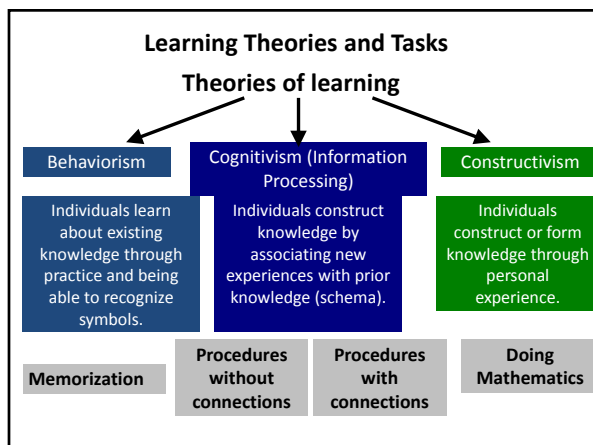 Learning Theories and Tasks
Theories of learning
Behaviorism
Cognitivism (Information
Processing)
Constructivism
Individuals learn
about existing
knowledge through
practice and being
able to recognize
symbols.
Individuals construct
knowledge by
associating new
experiences with prior
knowledge (schema).
Individuals
construct or form
knowledge through
personal
experience.
Memorization
Procedures
without
connections
Procedures
with
connections
Doing
Mathematics